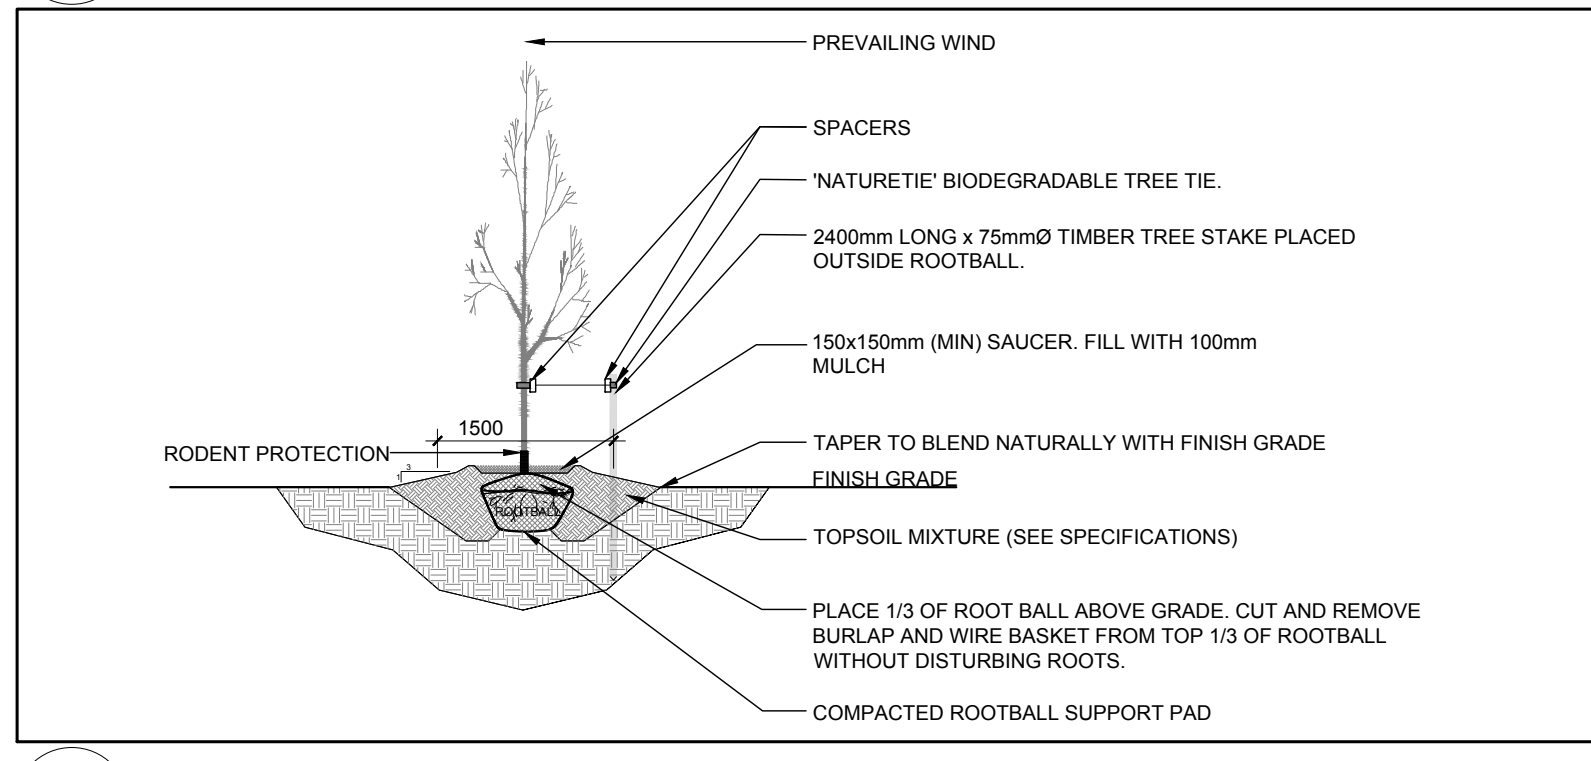 PREVAILING WIND
SPACERS
'NATURETIE' BIODEGRADABLE TREE TIE.
2400mm LONG x 75mmØ TIMBER TREE STAKE PLACED
OUTSIDE ROOTBALL.
150x150mm (MIN) SAUCER. FILL WITH 100mm
MULCH
1500
RODENT PROTECTION
3
1
TAPER TO BLEND NATURALLY WITH FINISH GRADE
FINISH GRADE
ROOTBALL
TOPSOIL MIXTURE (SEE SPECIFICATIONS)
PLACE 1/3 OF ROOT BALL ABOVE GRADE. CUT AND REMOVE
BURLAP AND WIRE BASKET FROM TOP 1/3 OF ROOTBALL
WITHOUT DISTURBING ROOTS.
COMPACTED ROOTBALL SUPPORT PAD